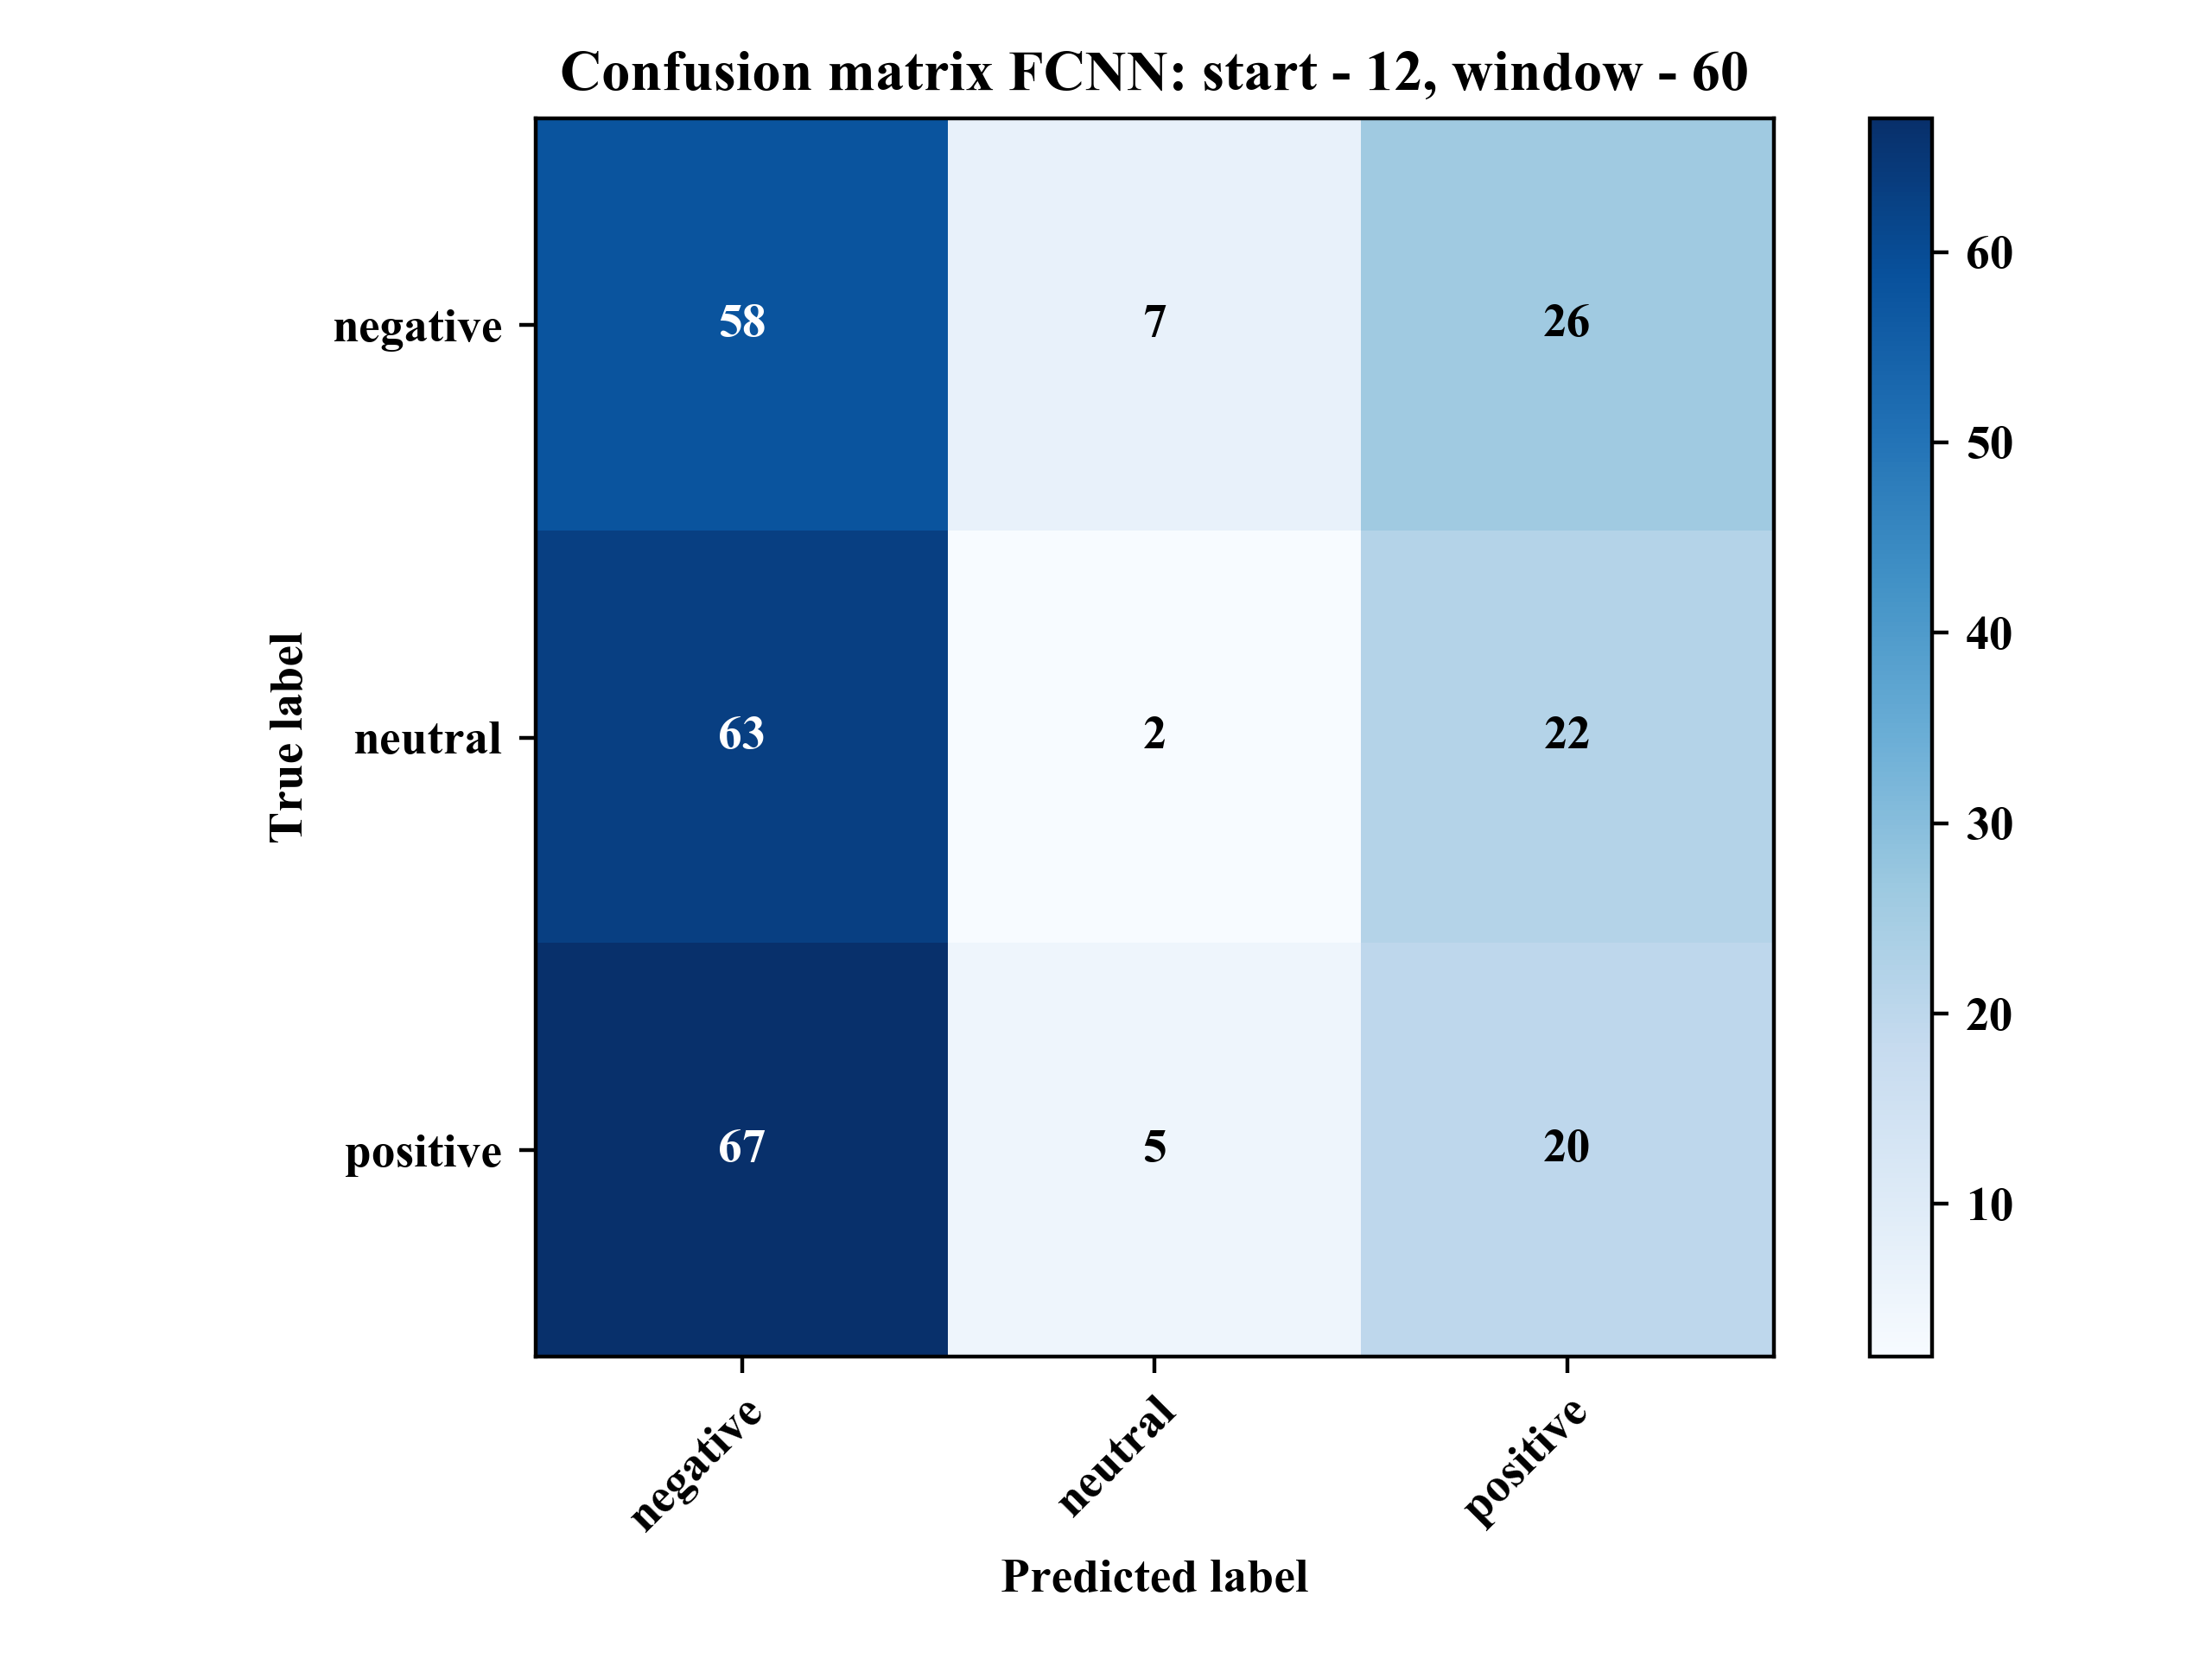 Confusion matrix FCNN: start - 12, window - 60
True label
negative
58
7
26
neutral
63
2
22
positive
67
5
20
negative
neutral
positive
Predicted label
60
50
40
30
20
10